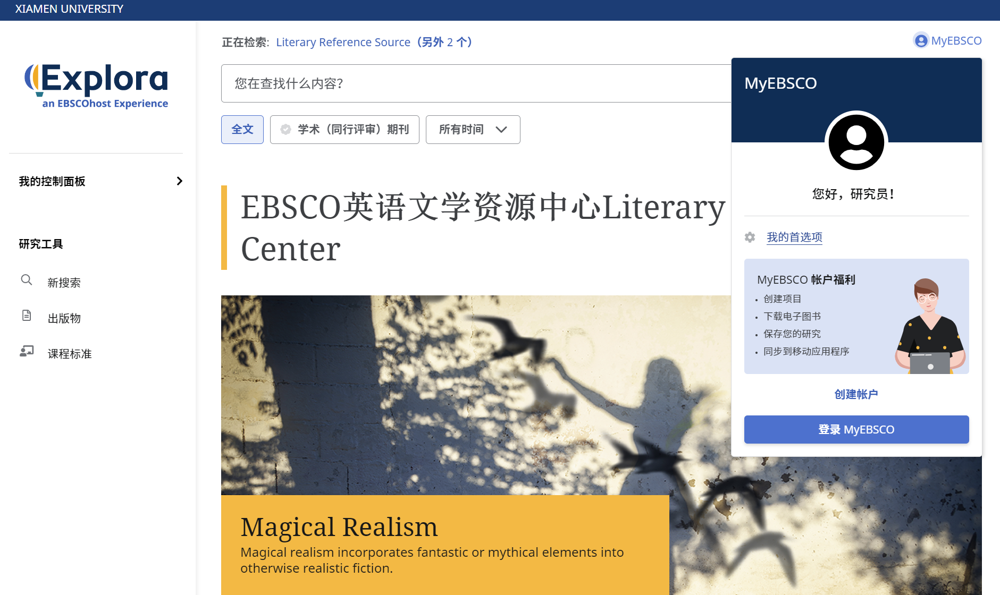 XIAMEN UNIVERSITY
Explora
an EBSCOhost Experience
我的控制面板
研究工具
新搜索
出版物
课程标准
正在检索: Literary Reference Source（另外 2 个）
MyEBSCO
您在查找什么内容？
全文
学术（同行评审）期刊
所有时间
EBSCO英语文学资源中心Literary
Center
Magical Realism
Magical realism incorporates fantastic or mythical elements into
otherwise realistic fiction.
MyEBSCO
您好，研究员！
我的首选项
MyEBSCO 帐户福利
• 创建项目
• 下载电子图书
• 保存您的研究
• 同步到移动应用程序
创建帐户
登录 MyEBSCO